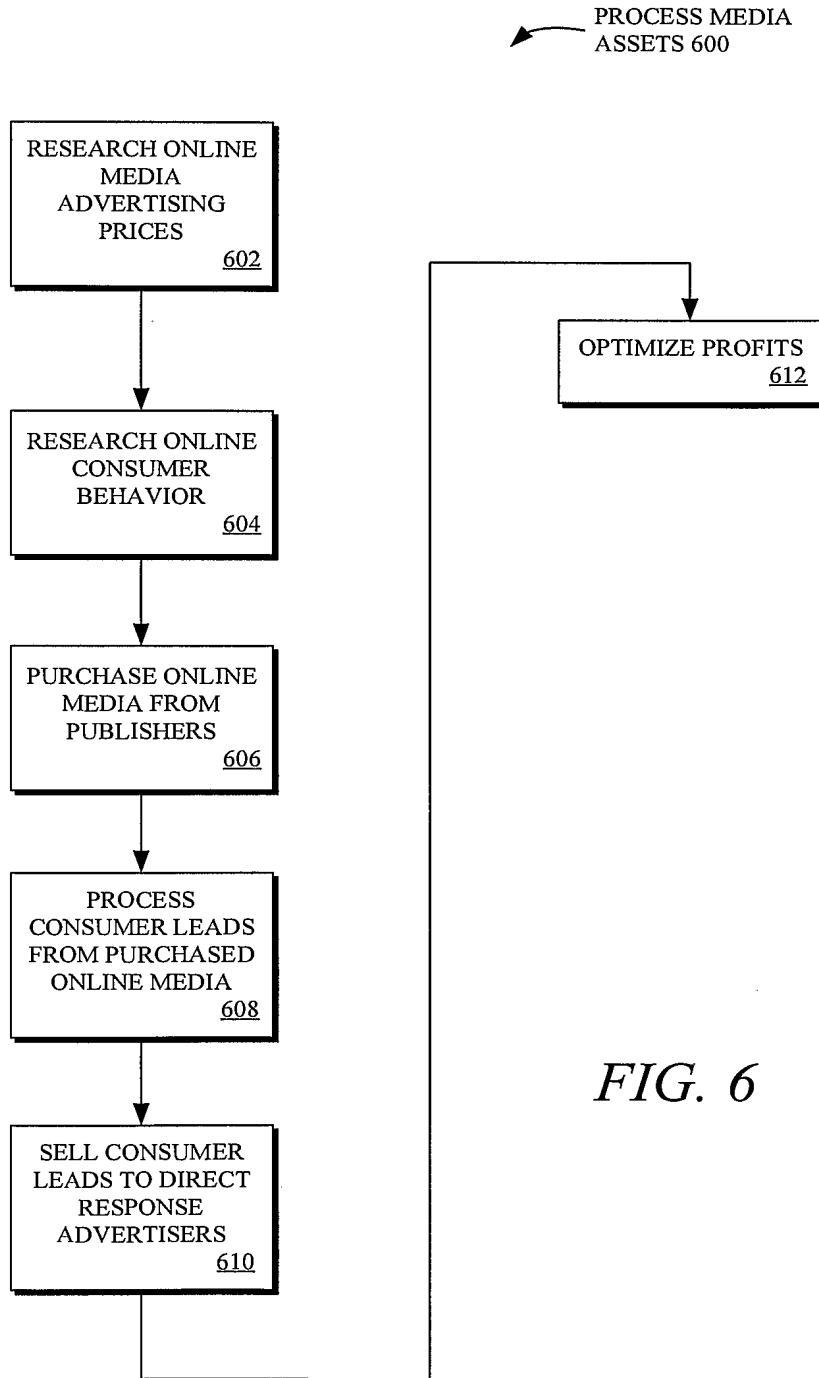 PROCESS MEDIA
ASSETS 600
RESEARCH ONLINE
MEDIA
ADVERTISING
PRICES
602
RESEARCH ONLINE
CONSUMER
BEHAVIOR
604
PURCHASE ONLINE
MEDIA FROM
PUBLISHERS
606
PROCESS
CONSUMER LEADS
FROM PURCHASED
ONLINE MEDIA
608
SELL CONSUMER
LEADS TO DIRECT
RESPONSE
ADVERTISERS
610
OPTIMIZE PROFITS
612
FIG. 6